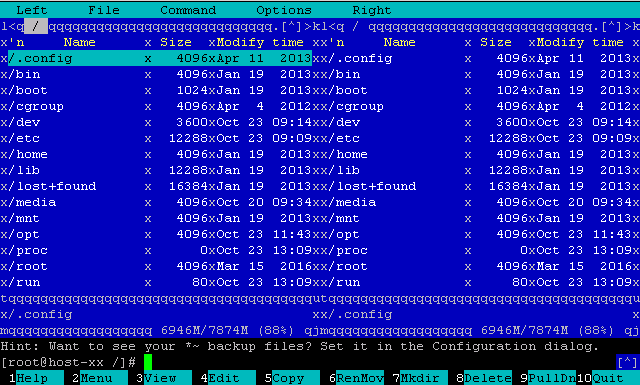 Left File Command Options Right
l<q / qqqqqqqqqqqqqqqqqqqqqqqq.[^]>kl<q / qqqqqqqqqqqqqqqqqqqqqqqq.[^]>k
x'n Name x Size xModify time xx'n Name x Size xModify time x
x/.config x 4096xApr 11 2013xx/.config x 4096xApr 11 2013x
x/bin x 4096xJan 19 2013xx/bin x 4096xJan 19 2013x
x/boot x 1024xJan 19 2013xx/boot x 1024xJan 19 2013x
x/cgroup x 4096xApr 4 2012xx/cgroup x 4096xApr 4 2012x
x/dev x 3600xOct 23 09:14xx/dev x 3600xOct 23 09:14x
x/etc x 12288xOct 23 09:09xx/etc x 12288xOct 23 09:09x
x/home x 4096xJan 19 2013xx/home x 4096xJan 19 2013x
x/lib x 12288xJan 19 2013xx/lib x 12288xJan 19 2013x
x/lost+found x 16384xJan 19 2013xx/lost+found x 16384xJan 19 2013x
x/media x 4096xOct 20 09:34xx/media x 4096xOct 20 09:34x
x/mnt x 4096xJan 19 2013xx/mnt x 4096xJan 19 2013x
x/opt x 4096xOct 23 11:43xx/opt x 4096xOct 23 11:43x
x/proc x 0xOct 23 13:09xx/proc x 0xOct 23 13:09x
x/root x 4096xMar 15 2016xx/root x 4096xMar 15 2016x
x/run x 80xOct 23 13:09xx/run x 80xOct 23 13:09x
tqqqqqqqqqqqqqqqqqqqqqqqqqqqqqqqqqqqqqqutqqqqqqqqqqqqqqqqqqqqqqqqqqqqqqqqqqqqqqu
x/.config xx/.config x
mqqqqqqqqqqqqqqqqqq 6946M/7874M (88%) qjmqqqqqqqqqqqqqqqqqq 6946M/7874M (88%) qj
Hint: Want to see your *~ backup files? Set it in the Configuration dialog.
[root@host-xx /]# [^]
1Help 2Menu 3View 4Edit 5Copy 6RenMov 7Mkdir 8Delete 9PullDn 10Quit